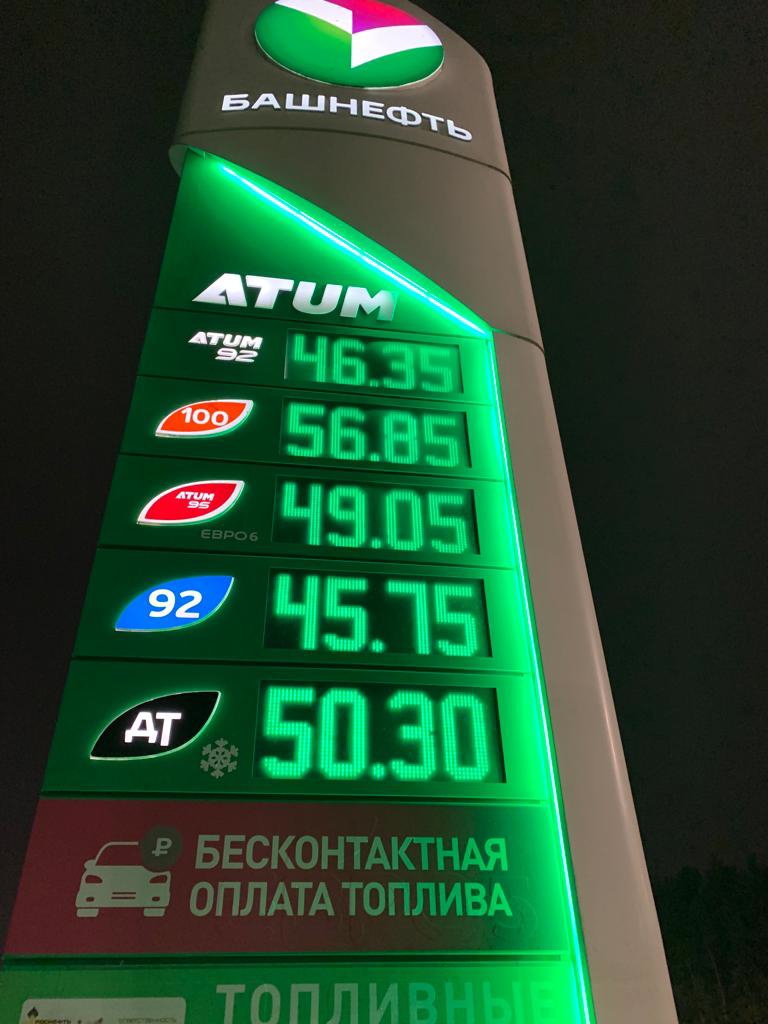 БАШНЕФТЬ
ATUM
ATUM
92
46.35
100
56.85
ATUM
95
ЕВРО6
49.05
92
45.75
ДТ
50.30
₽
БЕСКОНТАКТНАЯ
ОПЛАТА ТОПЛИВА
ТОПЛИВНЫЕ
РОСНЕФТЬ